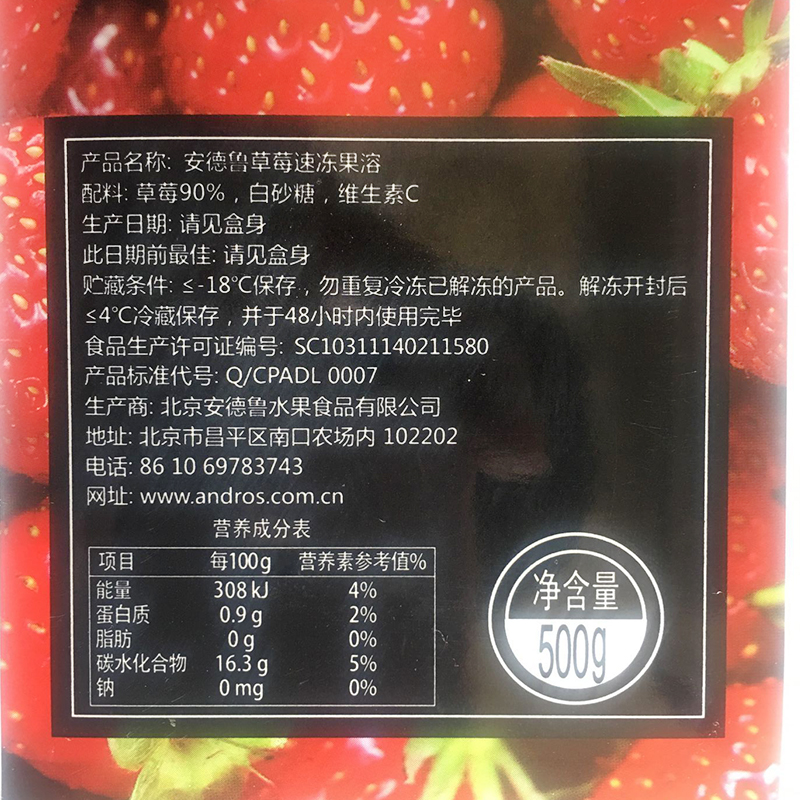 产品名称: 安德鲁草莓速冻果溶
配料: 草莓90%，白砂糖，维生素C
生产日期: 请见盒身
此日期前最佳: 请见盒身
贮藏条件: ≤-18℃保存，勿重复冷冻已解冻的产品。解冻开封后
≤4℃冷藏保存，并于48小时内使用完毕
食品生产许可证编号: SC10311140211580
产品标准代号: Q/CPADL 0007
生产商: 北京安德鲁水果食品有限公司
地址: 北京市昌平区南口农场内 102202
电话: 86 10 69783743
网址: www.andros.com.cn
营养成分表
项目 每100g 营养素参考值%
能量 308 kJ 4%
蛋白质 0.9 g 2%
脂肪 0 g 0%
碳水化合物 16.3 g 5%
钠 0 mg 0%
净含量
500g